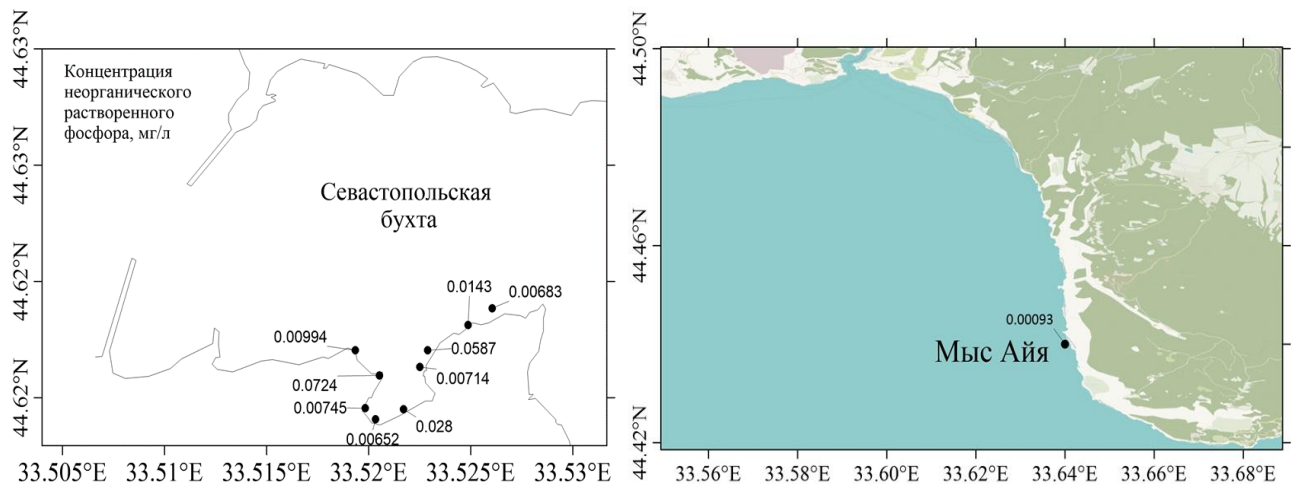 Концентрация
неорганического
растворенного
фосфора, мг/л
Севастопольская
бухта
0.0143
0.00683
0.00994
0.0587
0.0724
0.00714
0.00745
0.028
0.00652
44.63°N
44.63°N
44.62°N
44.62°N
33.505°E 33.51°E 33.515°E 33.52°E 33.525°E 33.53°E
44.50°N
44.46°N
44.42°N
0.00093
Мыс Айя
33.56°E 33.58°E 33.60°E 33.62°E 33.64°E 33.66°E 33.68°E